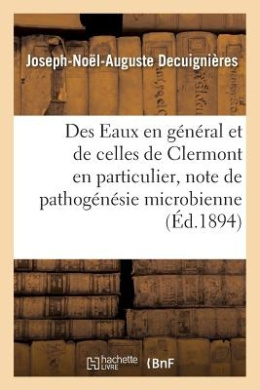 Joseph-Noël-Auguste Decuignières
Des Eaux en général et de celles de Clermont en particulier, note de pathogénésie microbienne (Éd.1894)
hachette
LIVRE
{BnF